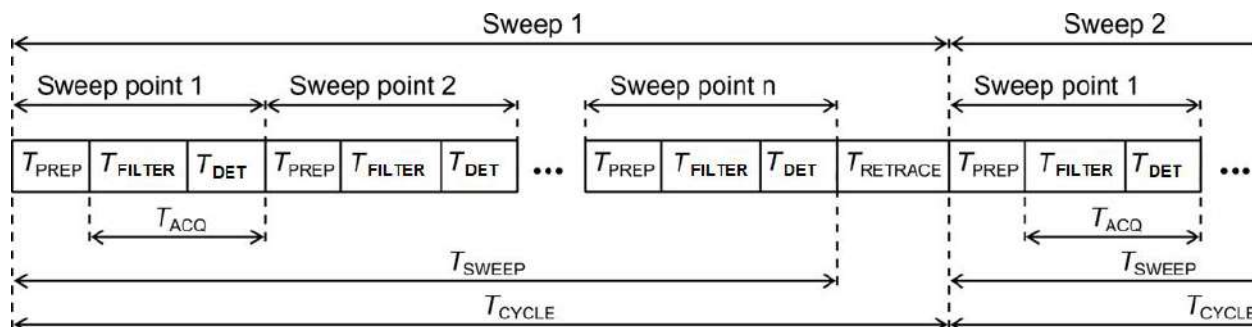 Sweep 1 Sweep 2
Sweep point 1 Sweep point 2 Sweep point n Sweep point 1
TPREP TFILTER TDET TPREP TFILTER TDET ••• TPREP TFILTER TDET TRETRACE TPREP TFILTER TDET •••
TACQ TACQ
TSWEEP TSWEEP
TCYCLE TCYCLE